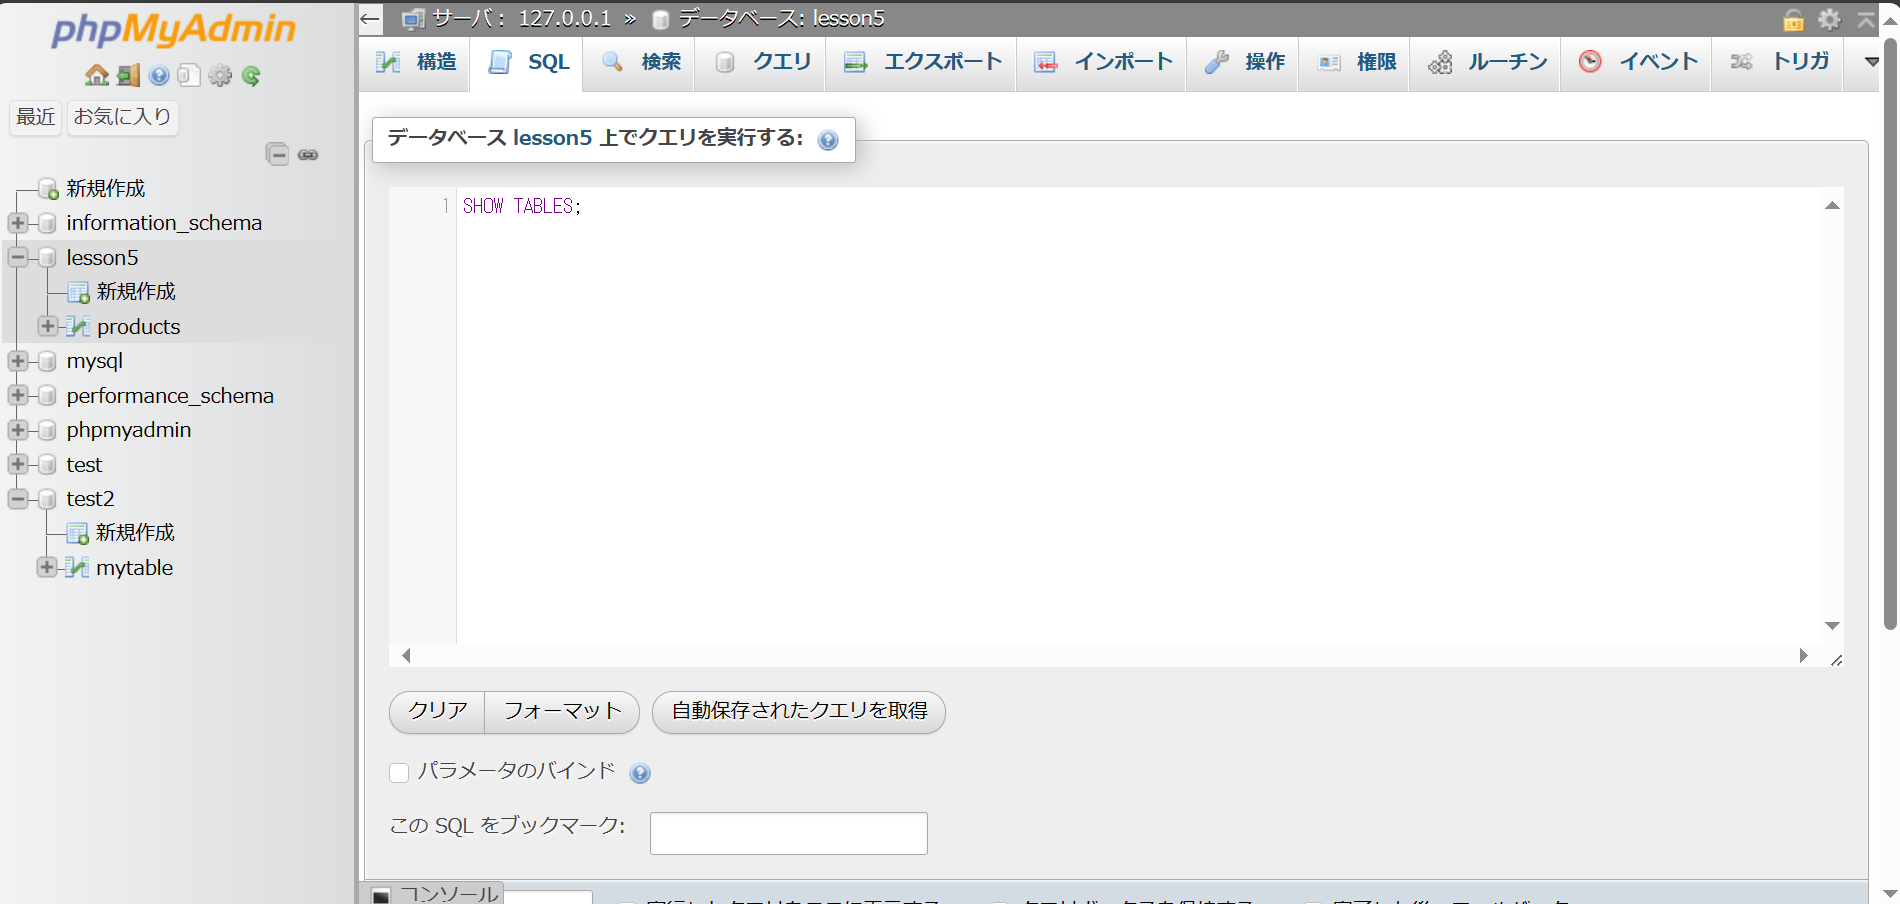 phpMyAdmin
最近 お気に入り
新規作成
information_schema
lesson5
新規作成
products
mysql
performance_schema
phpmyadmin
test
test2
新規作成
mytable
サーバ: 127.0.0.1 » データベース: lesson5
構造 SQL 検索 クエリ エクスポート インポート 操作 権限 ルーチン イベント トリガ
データベース lesson5 上でクエリを実行する:
1 SHOW TABLES;
クリア フォーマット 自動保存されたクエリを取得
パラメータのバインド
この SQL をブックマーク:
コンソール